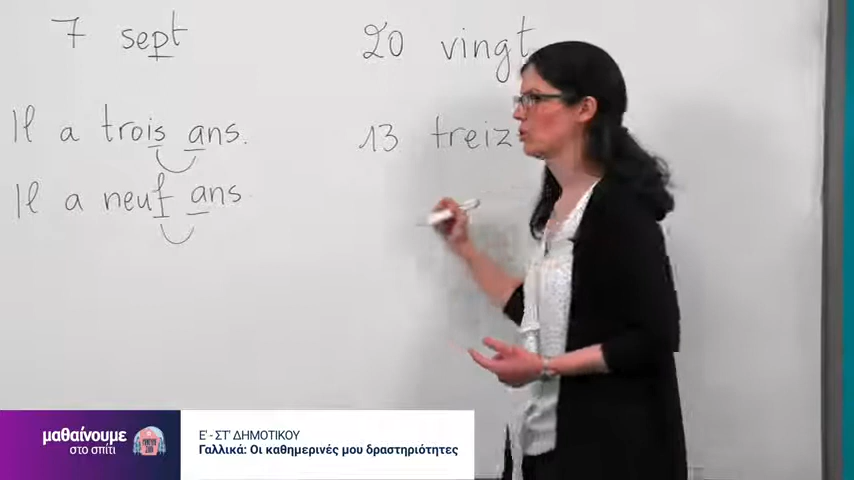 7 sept
20 vingt
Il a trois ans.
13 treiz
Il a neuf ans
μαθαίνουμε
στο σπίτι
Ε' - ΣΤ' ΔΗΜΟΤΙΚΟΥ
Γαλλικά: Οι καθημερινές μου δραστηριότητες